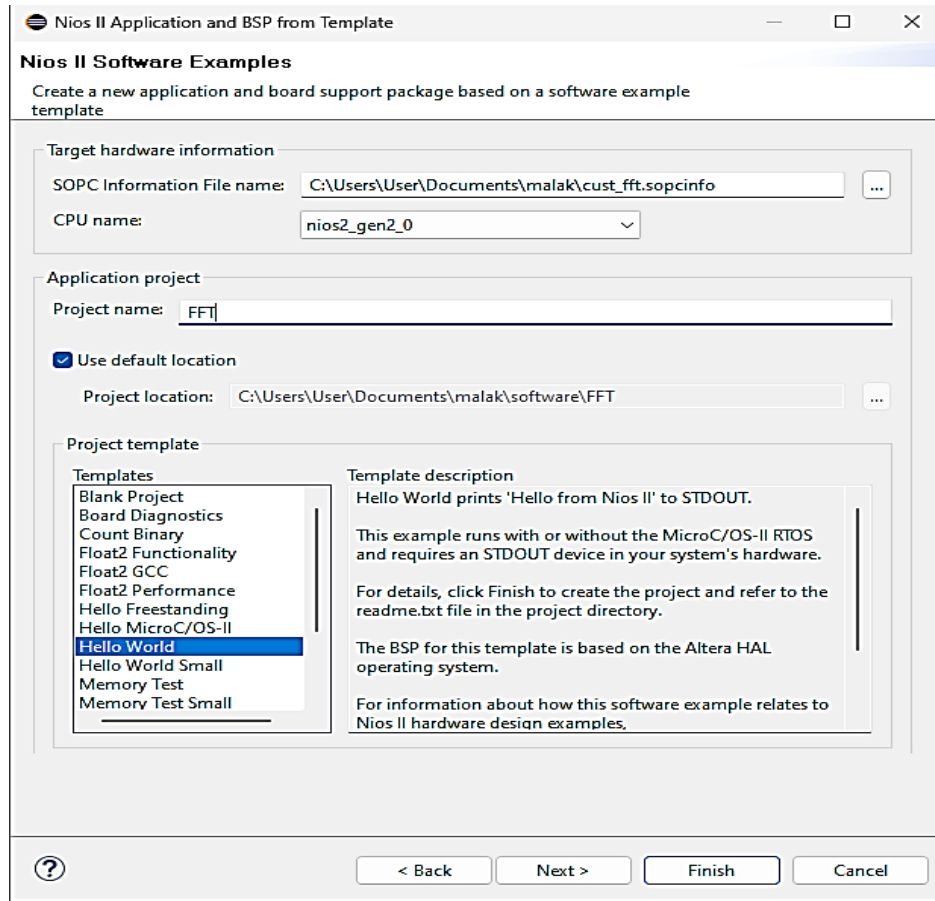 Nios II Application and BSP from Template
Nios II Software Examples
Create a new application and board support package based on a software example
template
Target hardware information
SOPC Information File name: C:\Users\User\Documents\malak\cust_fft.sopcinfo ...
CPU name: nios2_gen2_0
Application project
Project name: FFT
Use default location
Project location: C:\Users\User\Documents\malak\software\FFT ...
Project template
Templates
Blank Project
Board Diagnostics
Count Binary
Float2 Functionality
Float2 GCC
Float2 Performance
Hello Freestanding
Hello MicroC/OS-II
Hello World
Hello World Small
Memory Test
Memory Test Small
Template description
Hello World prints 'Hello from Nios II' to STDOUT.
This example runs with or without the MicroC/OS-II RTOS
and requires an STDOUT device in your system's hardware.
For details, click Finish to create the project and refer to the
readme.txt file in the project directory.
The BSP for this template is based on the Altera HAL
operating system.
For information about how this software example relates to
Nios II hardware design examples,
?
< Back
Next >
Finish
Cancel